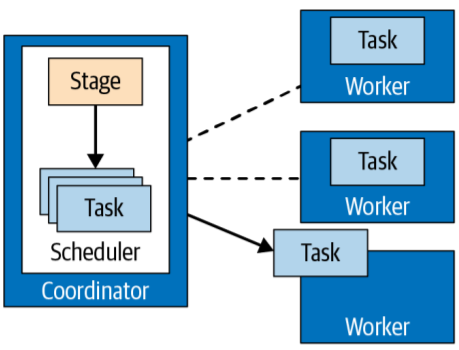 Stage
Task
Scheduler
Coordinator
Task
Worker
Task
Worker
Task
Worker